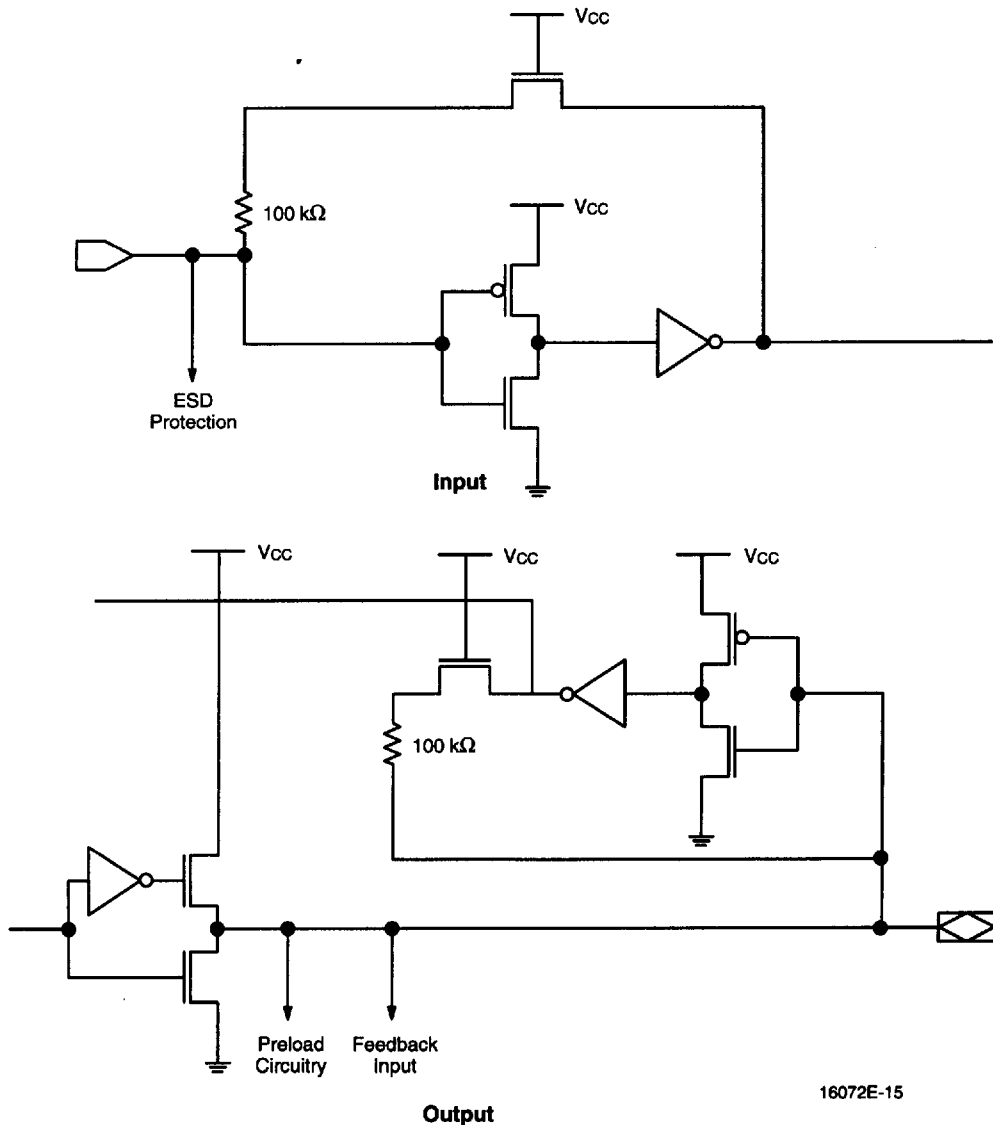 VCC
100 kΩ
VCC
ESD
Protection
Input
VCC
VCC
VCC
100 kΩ
Preload
Circuitry
Feedback
Input
16072E-15
Output